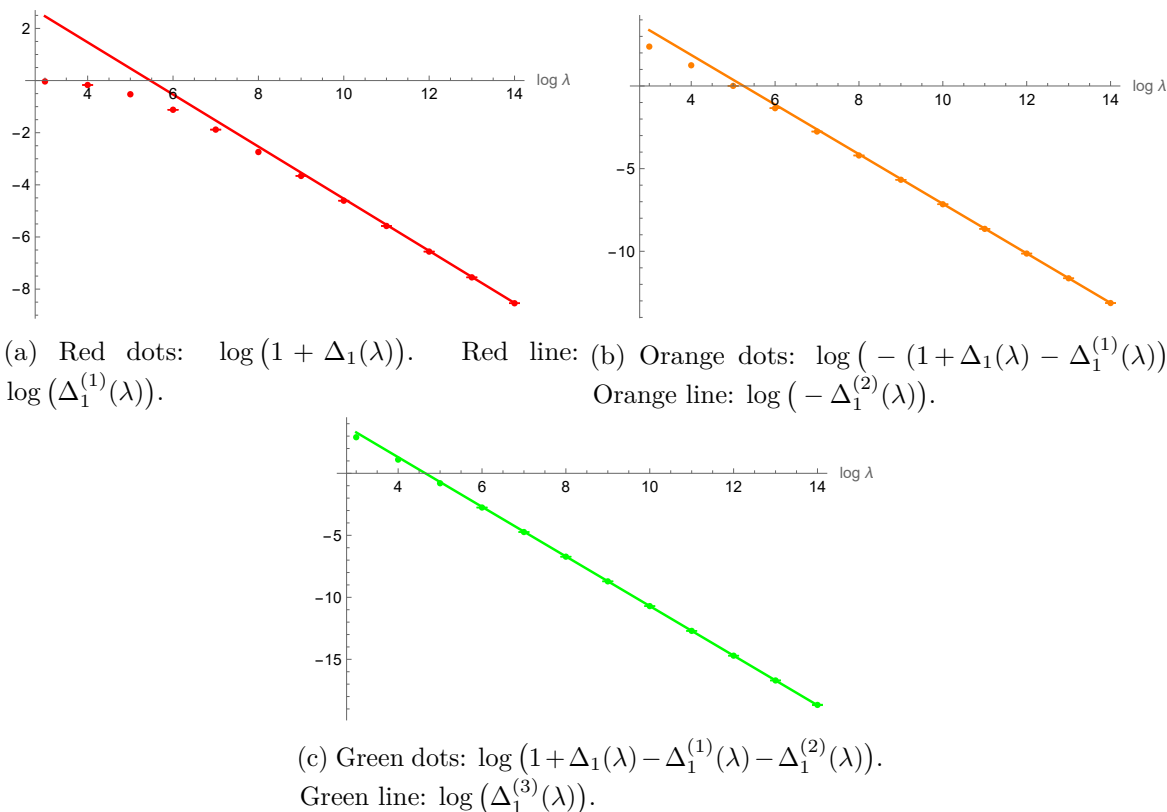 2
log λ
4 6 8 10 12 14
−2
−4
−6
−8
log λ
4 6 8 10 12 14
−5
−10
(a) Red dots: log(1 + Δ₁(λ)). Red line:
log(Δ₁⁽¹⁾(λ)).
(b) Orange dots: log( − (1 + Δ₁(λ) − Δ₁⁽¹⁾(λ))
Orange line: log( − Δ₁⁽²⁾(λ)).
log λ
4 6 8 10 12 14
−5
−10
−15
(c) Green dots: log(1+Δ₁(λ)−Δ₁⁽¹⁾(λ)−Δ₁⁽²⁾(λ)).
Green line: log(Δ₁⁽³⁾(λ)).